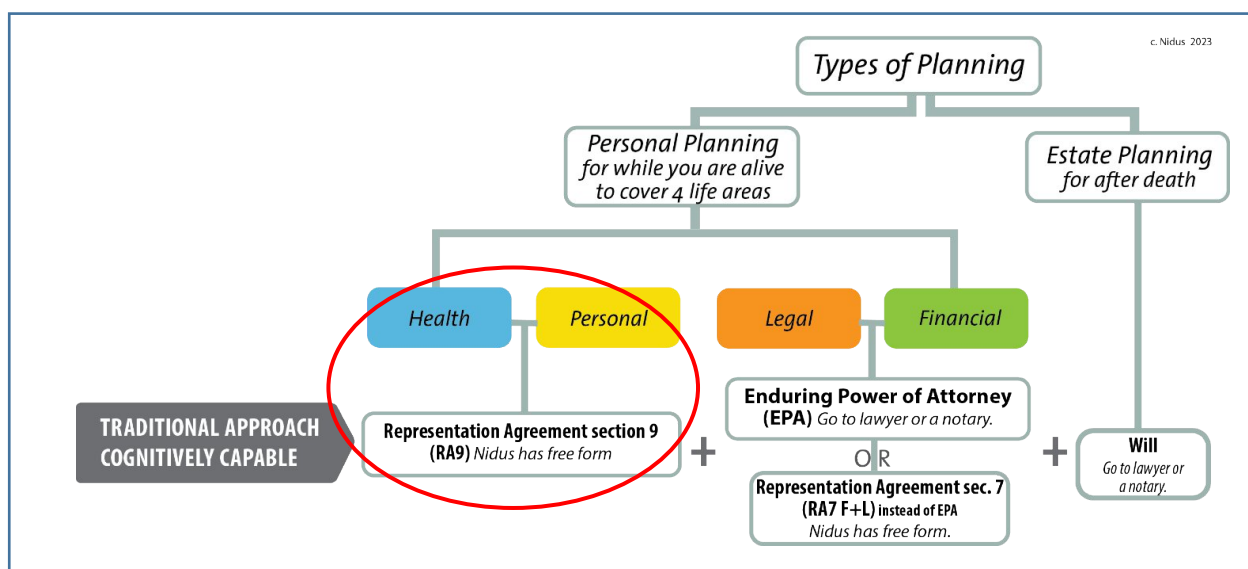 c. Nidus 2023
Types of Planning
Personal Planning
for while you are alive
to cover 4 life areas
Estate Planning
for after death
Health
Personal
Legal
Financial
TRADITIONAL APPROACH
COGNITIVELY CAPABLE
Representation Agreement section 9
(RA9) Nidus has free form
+
Enduring Power of Attorney
(EPA) Go to lawyer or a notary.
OR
Representation Agreement sec. 7
(RA7 F+L) instead of EPA
Nidus has free form.
+
Will
Go to lawyer or
a notary.